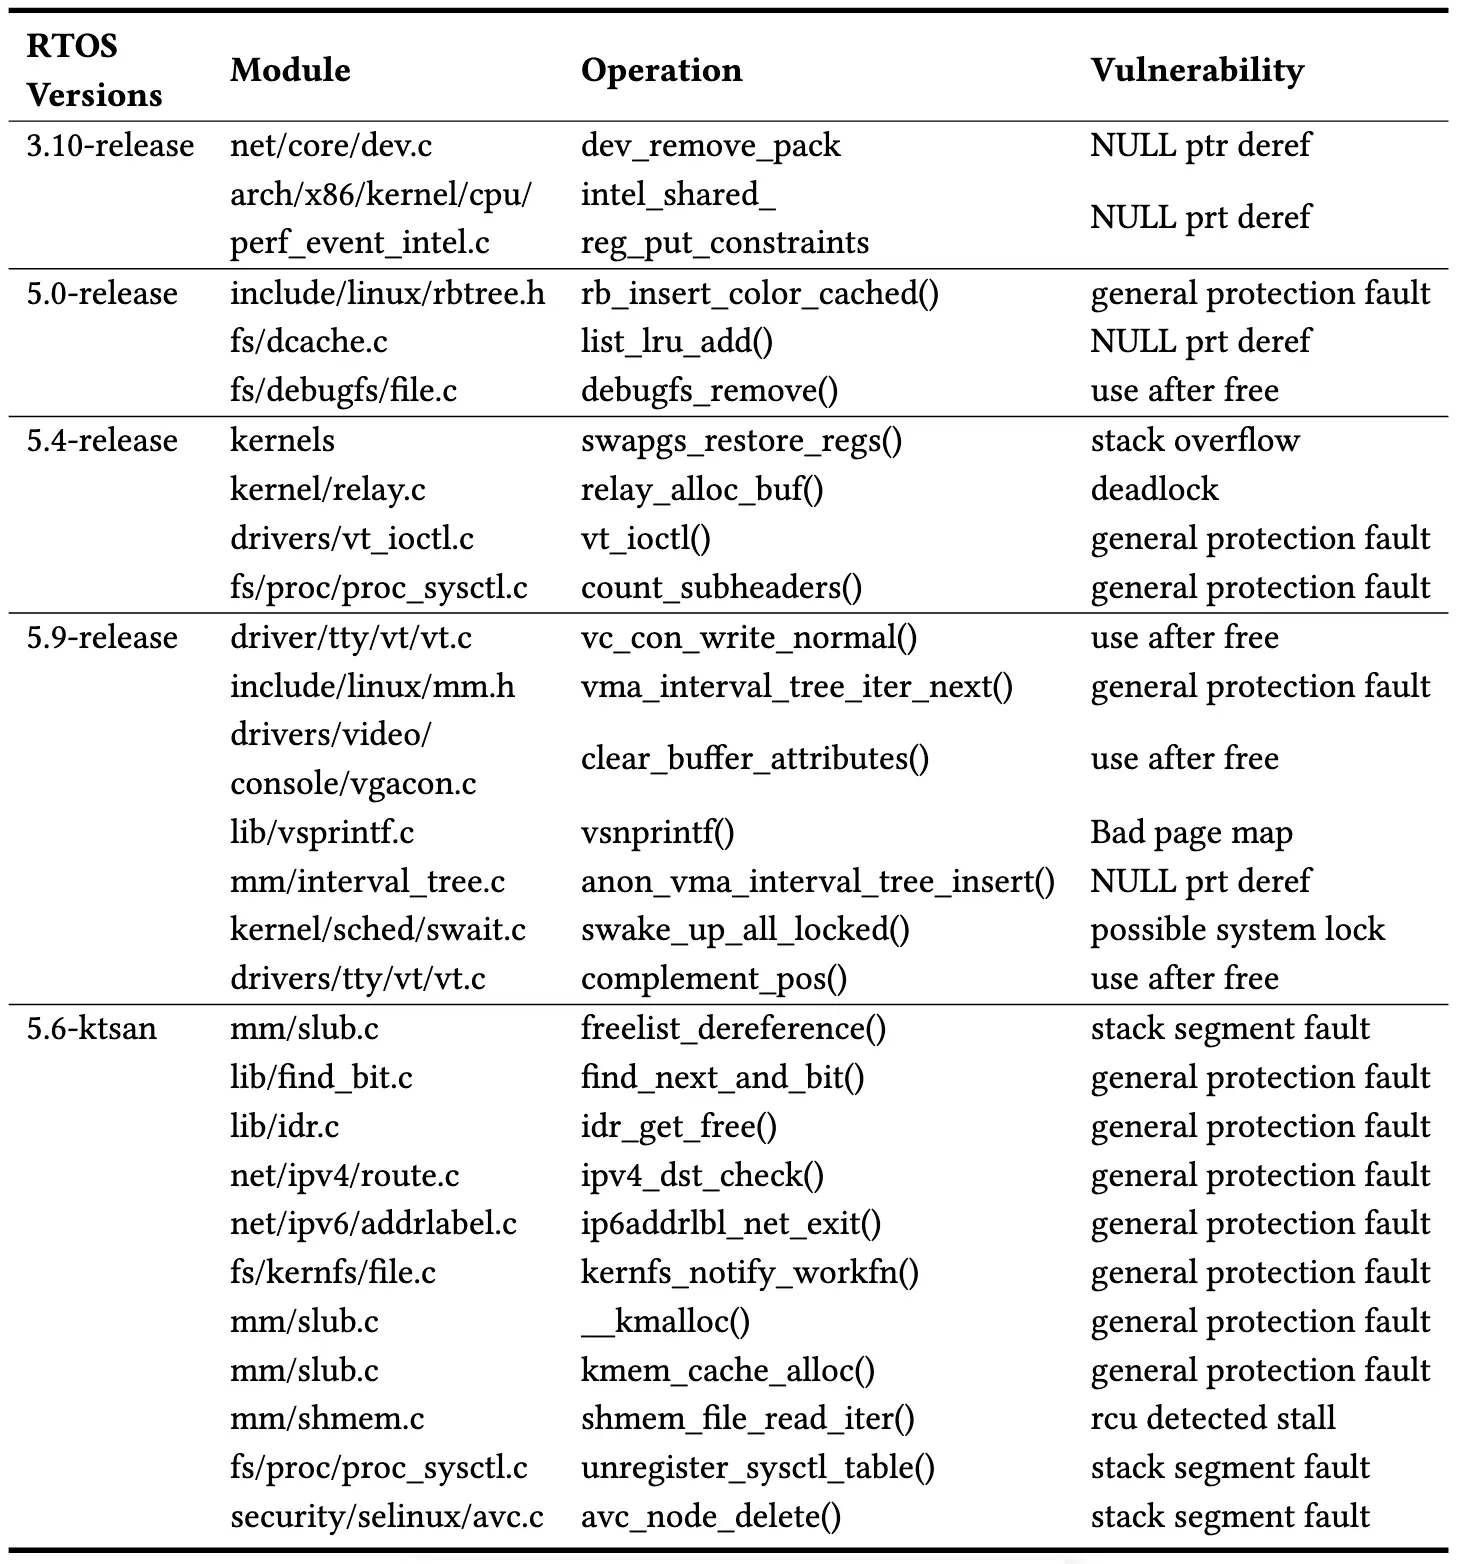 RTOS Versions Module Operation Vulnerability
3.10-release net/core/dev.c dev_remove_pack NULL ptr deref
arch/x86/kernel/cpu/ intel_shared_
perf_event_intel.c reg_put_constraints NULL prt deref
5.0-release include/linux/rbtree.h rb_insert_color_cached() general protection fault
fs/dcache.c list_lru_add() NULL prt deref
fs/debugfs/file.c debugfs_remove() use after free
5.4-release kernels swapgs_restore_regs() stack overflow
kernel/relay.c relay_alloc_buf() deadlock
drivers/vt_ioctl.c vt_ioctl() general protection fault
fs/proc/proc_sysctl.c count_subheaders() general protection fault
5.9-release driver/tty/vt/vt.c vc_con_write_normal() use after free
include/linux/mm.h vma_interval_tree_iter_next() general protection fault
drivers/video/
console/vgacon.c clear_buffer_attributes() use after free
lib/vsprintf.c vsnprintf() Bad page map
mm/interval_tree.c anon_vma_interval_tree_insert() NULL prt deref
kernel/sched/swait.c swake_up_all_locked() possible system lock
drivers/tty/vt/vt.c complement_pos() use after free
5.6-ktsan mm/slub.c freelist_dereference() stack segment fault
lib/find_bit.c find_next_and_bit() general protection fault
lib/idr.c idr_get_free() general protection fault
net/ipv4/route.c ipv4_dst_check() general protection fault
net/ipv6/addrlabel.c ip6addrlbl_net_exit() general protection fault
fs/kernfs/file.c kernfs_notify_workfn() general protection fault
mm/slub.c __kmalloc() general protection fault
mm/slub.c kmem_cache_alloc() general protection fault
mm/shmem.c shmem_file_read_iter() rcu detected stall
fs/proc/proc_sysctl.c unregister_sysctl_table() stack segment fault
security/selinux/avc.c avc_node_delete() stack segment fault